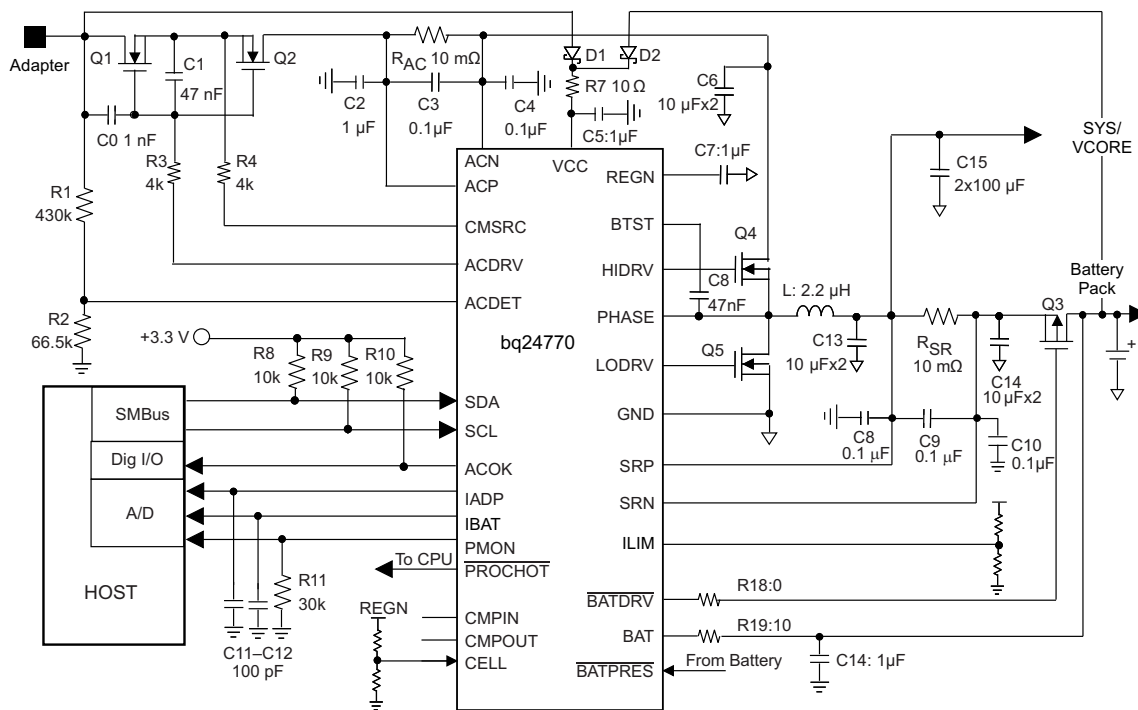 Adapter
Q1
C1
47 nF
Q2
RAC 10 mΩ
C2
1 µF
C3
0.1µF
C4
0.1µF
D1
D2
R7 10 Ω
C5:1µF
C6
10 µFx2
C0 1 nF
R3
4k
R4
4k
R1
430k
R2
66.5k
SYS/
VCORE
C15
2x100 µF
C7:1µF
ACN
VCC
ACP
REGN
CMSRC
BTST
ACDRV
HIDRV
ACDET
PHASE
bq24770
LODRV
SDA
GND
SCL
ACOK
SRP
IADP
SRN
IBAT
ILIM
PMON
PROCHOT
BATDRV
CMPIN
BAT
CMPOUT
CELL
BATPRES
Q4
C8
47nF
L: 2.2 µH
Q5
C13
10 µFx2
RSR
10 mΩ
C14
10 µFx2
Q3
Battery
Pack
+
C8
0.1 µF
C9
0.1 µF
C10
0.1µF
+3.3 V
R8
10k
R9
10k
R10
10k
SMBus
Dig I/O
A/D
HOST
To CPU
R11
30k
REGN
C11–C12
100 pF
R18:0
R19:10
C14: 1µF
From Battery